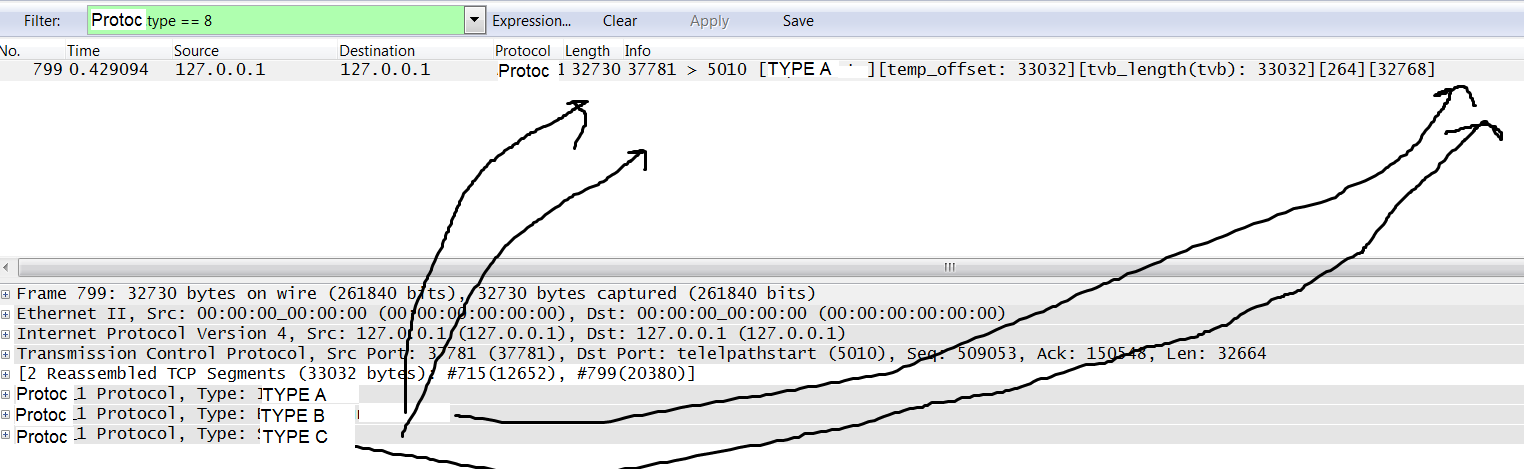 Filter: Protoc type == 8 Expression... Clear Apply Save
No. Time Source Destination Protocol Length Info
799 0.429094 127.0.0.1 127.0.0.1 Protoc 1 32730 37781 > 5010 [TYPE A ][temp_offset: 33032][tvb_length(tvb): 33032][264][32768]
Frame 799: 32730 bytes on wire (261840 bits), 32730 bytes captured (261840 bits)
Ethernet II, Src: 00:00:00_00:00:00 (00:00:00:00:00:00), Dst: 00:00:00_00:00:00 (00:00:00:00:00:00)
Internet Protocol Version 4, Src: 127.0.0.1 (127.0.0.1), Dst: 127.0.0.1 (127.0.0.1)
Transmission Control Protocol, Src Port: 37781 (37781), Dst Port: telelpathstart (5010), Seq: 509053, Ack: 150548, Len: 32664
[2 Reassembled TCP Segments (33032 bytes): #715(12652), #799(20380)]
Protoc 1 Protocol, Type: TYPE A
Protoc 1 Protocol, Type: TYPE B
Protoc 1 Protocol, Type: TYPE C